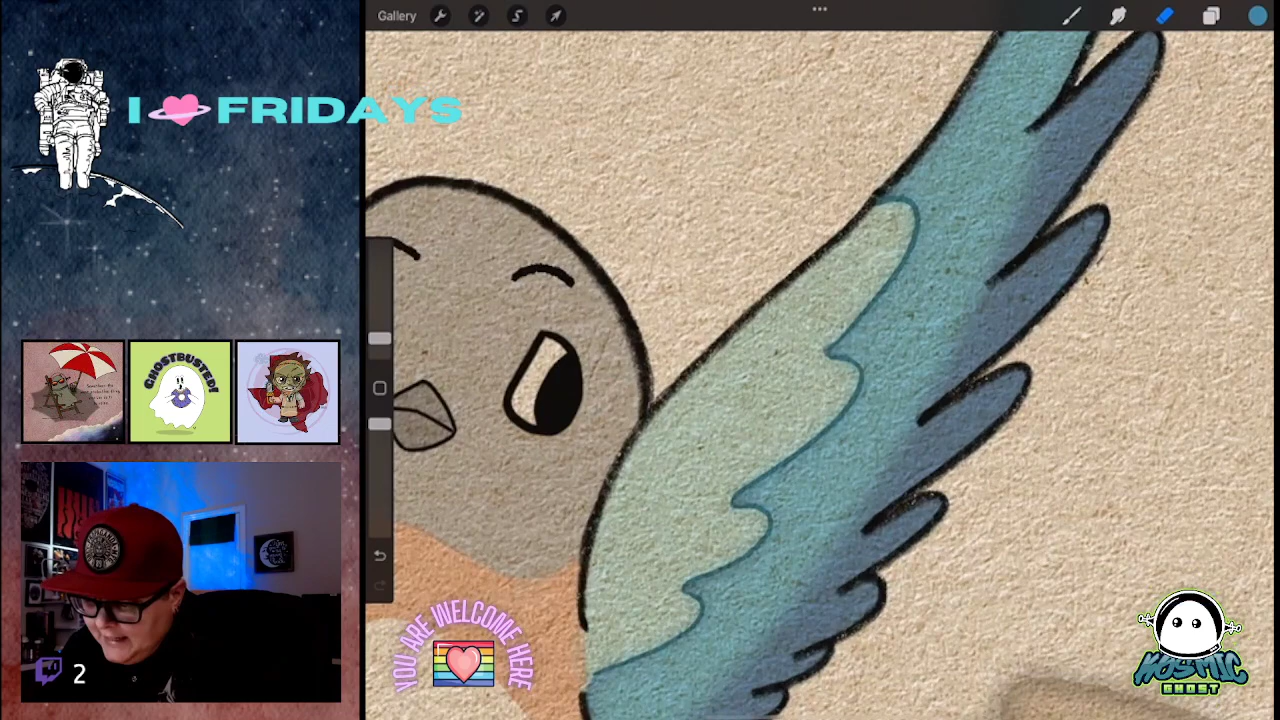 Gallery
I FRIDAYS
GHOSTBUSTED!
YOU ARE WELCOME HERE
2
KOSMIC
GHOST